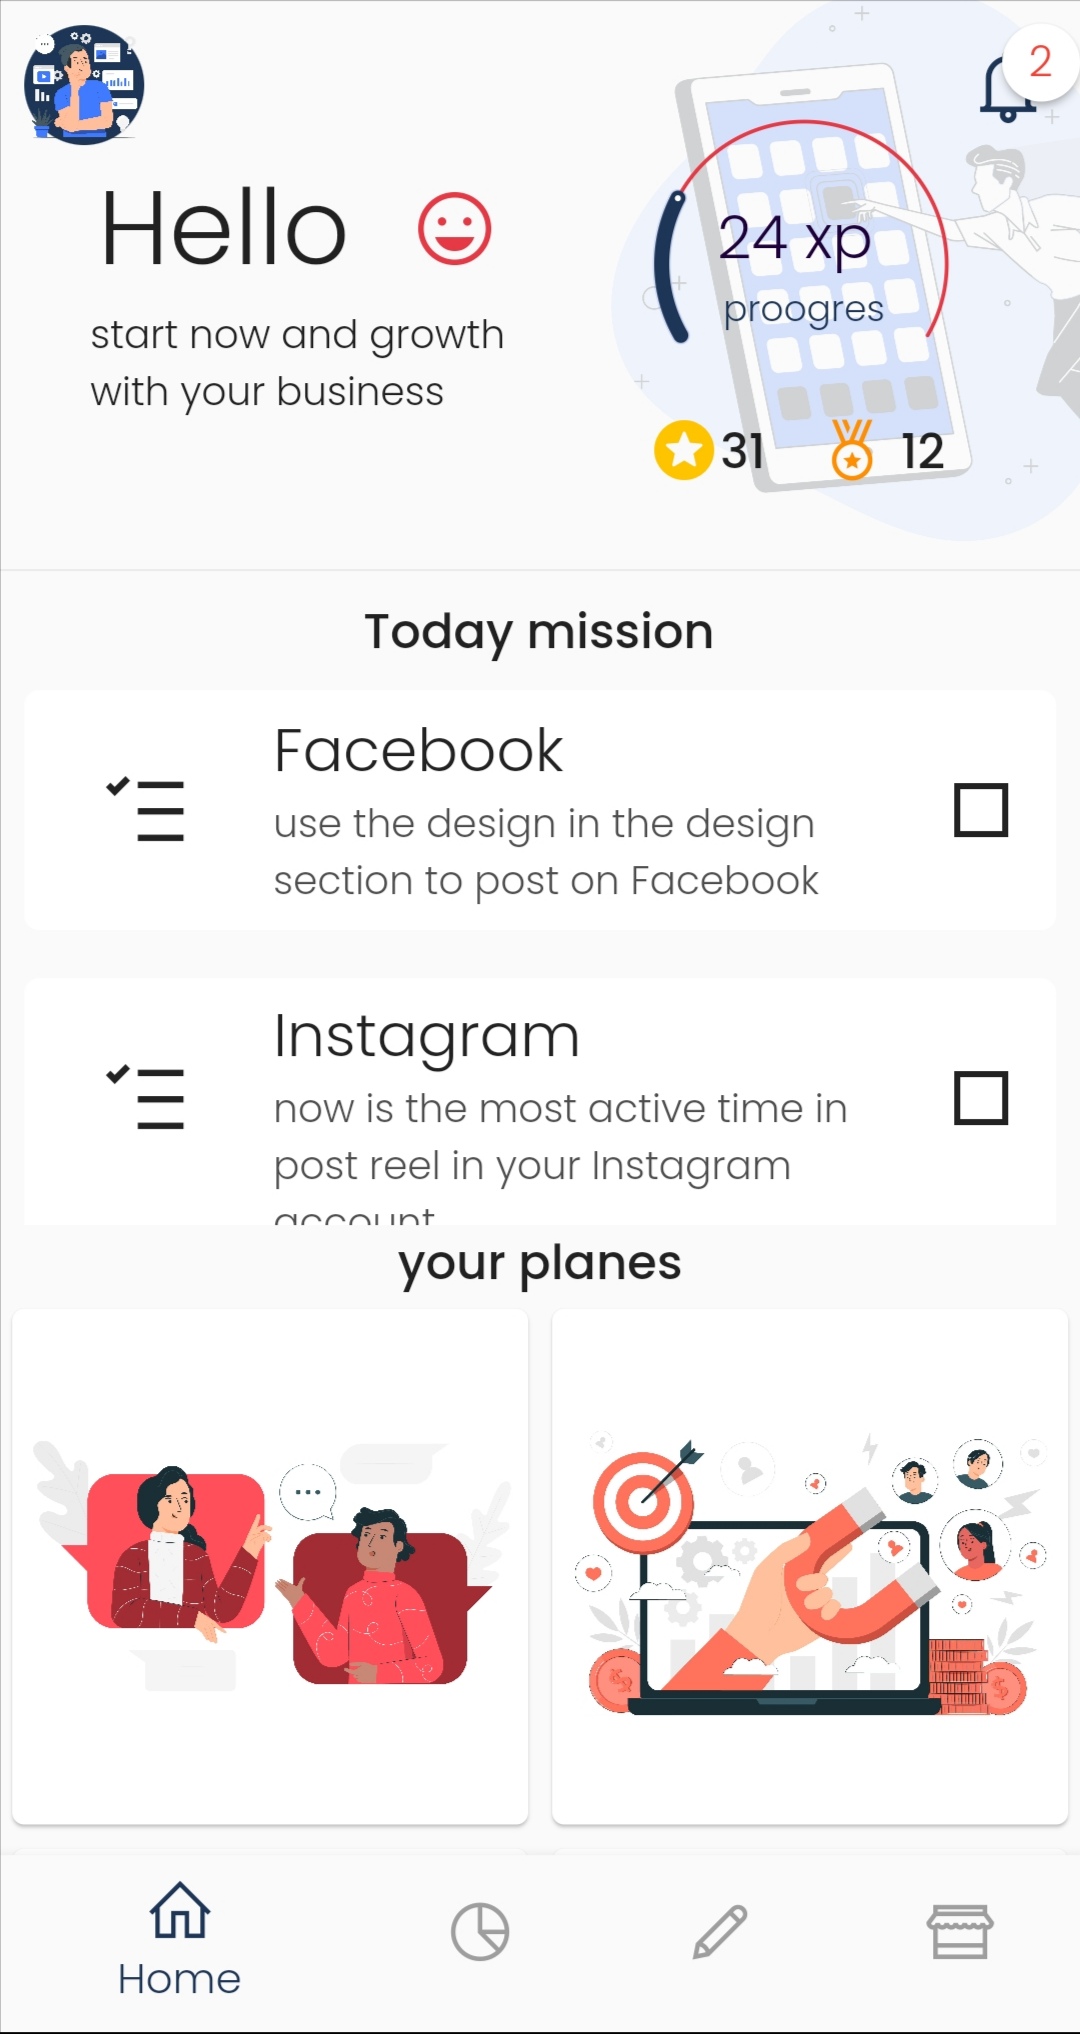 2
Hello
24 xp
proogres
start now and growth
with your business
31
12
Today mission
Facebook
use the design in the design
section to post on Facebook
Instagram
now is the most active time in
post reel in your Instagram
account
your planes
Home